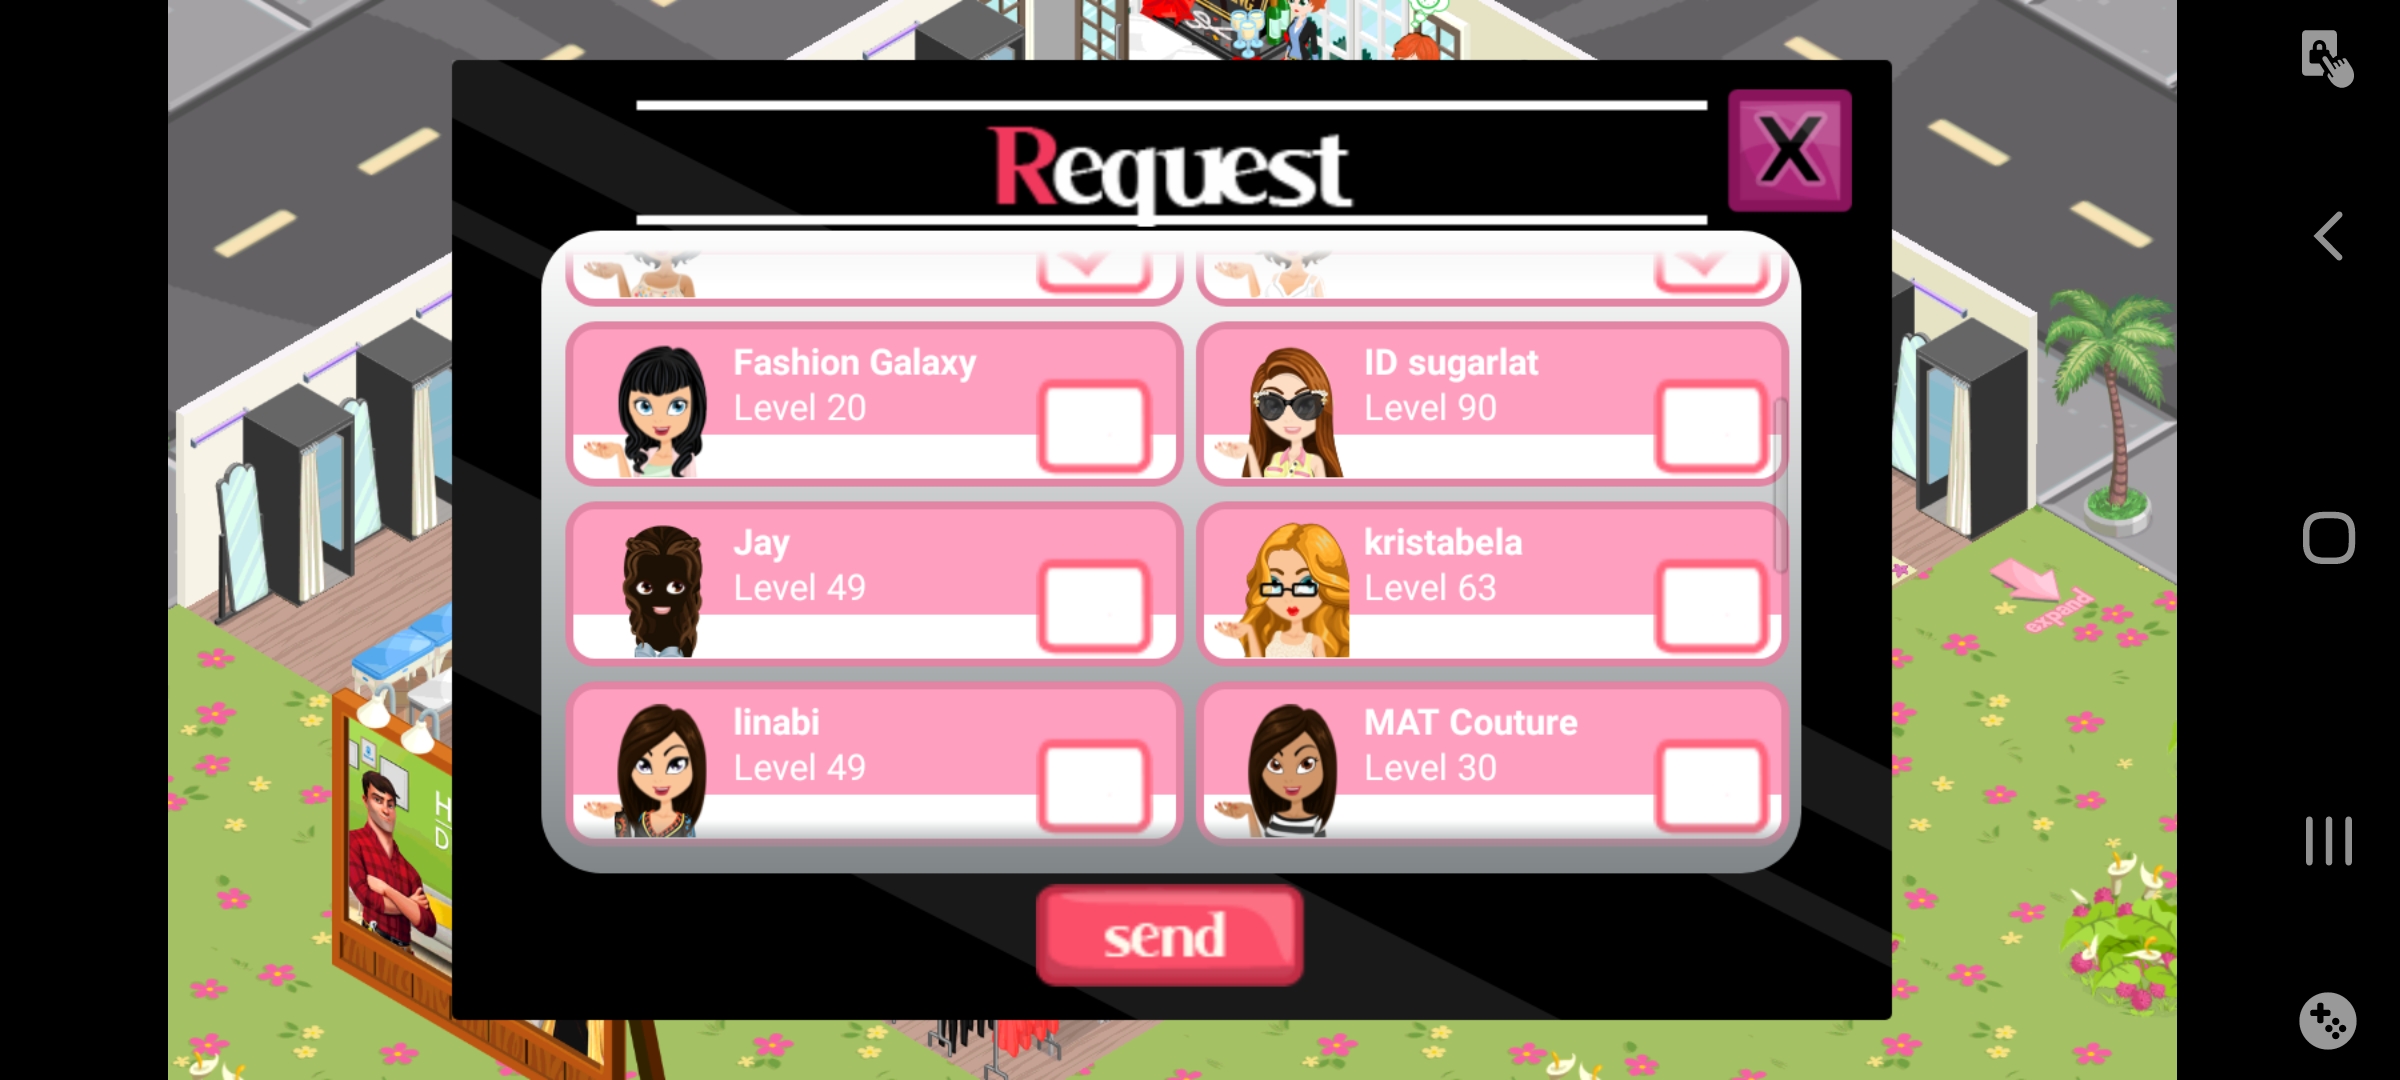 Request
X
Fashion Galaxy
Level 20
ID sugarlat
Level 90
Jay
Level 49
kristabela
Level 63
linabi
Level 49
MAT Couture
Level 30
send
expand
H
D